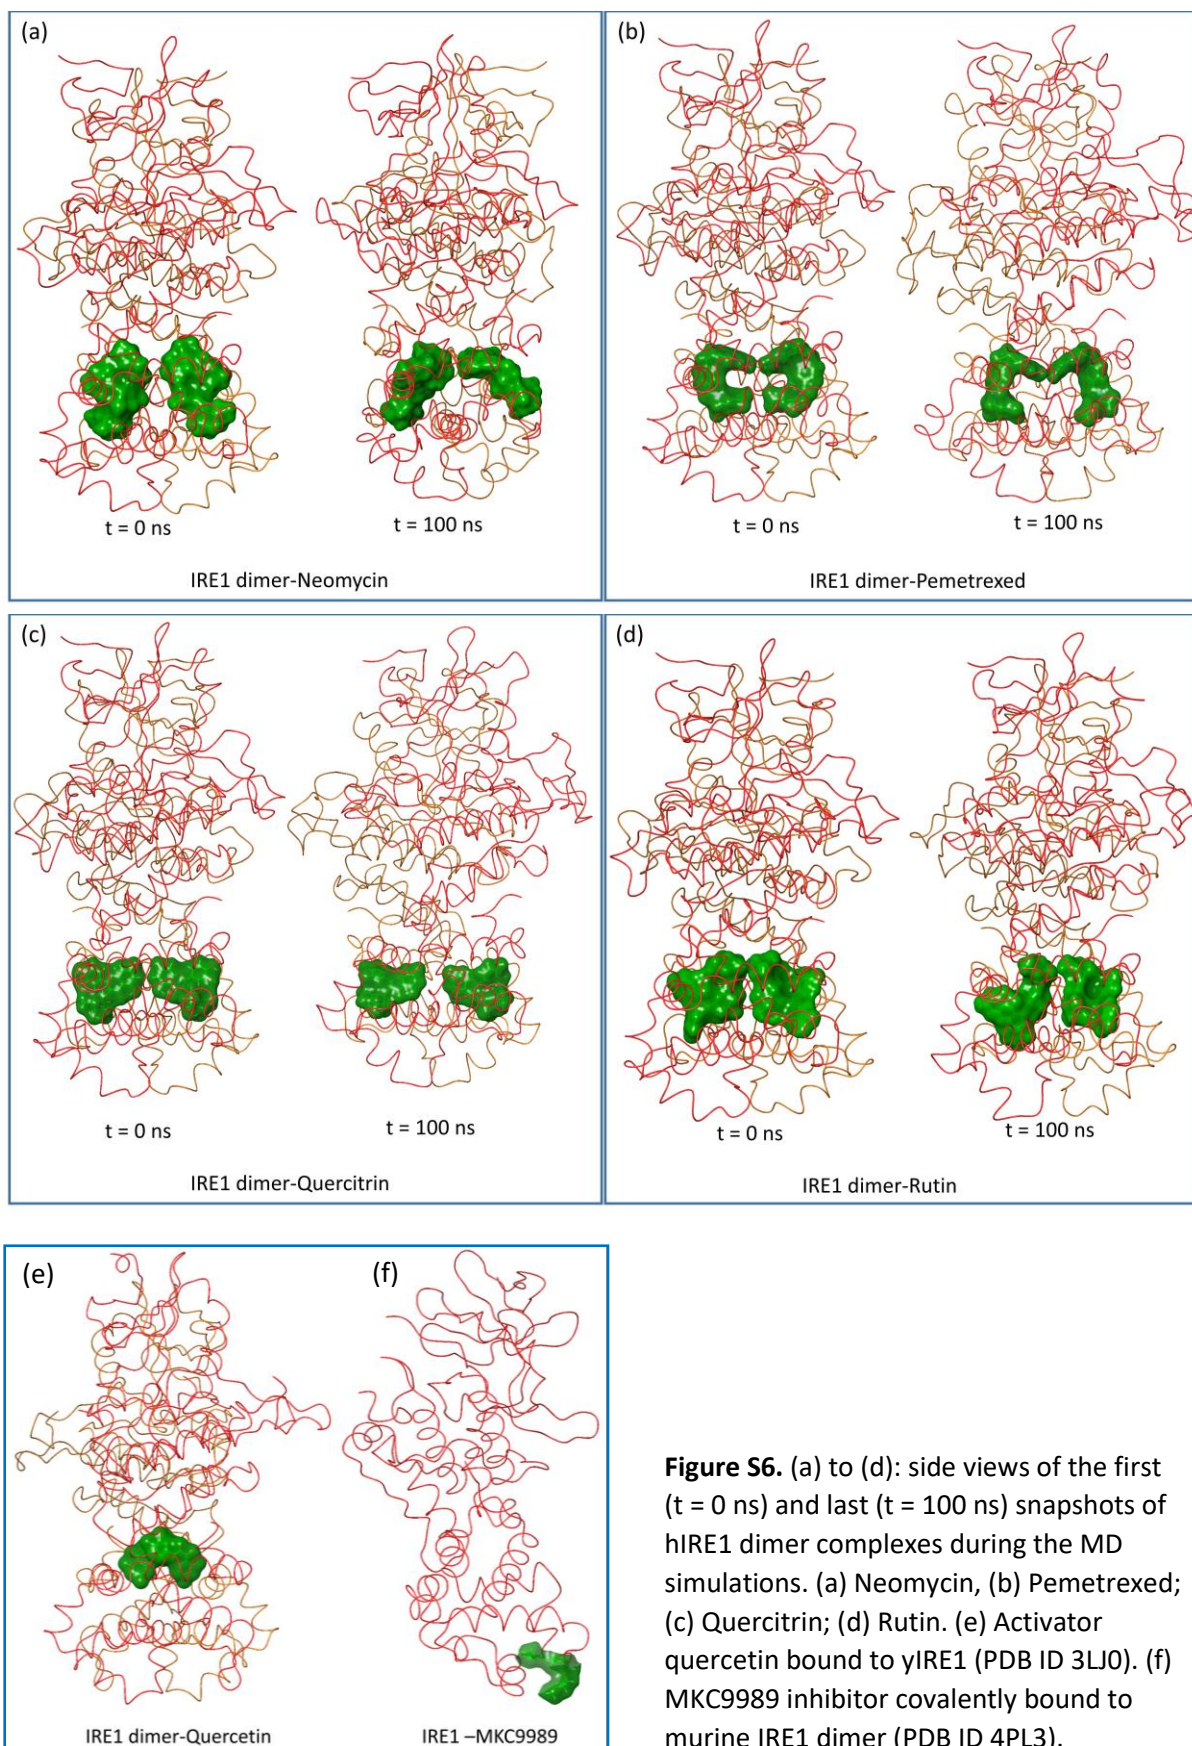 (a)
(b)
t = 0 ns
t = 100 ns
t = 0 ns
t = 100 ns
IRE1 dimer-Neomycin
IRE1 dimer-Pemetrexed
(c)
(d)
t = 0 ns
t = 100 ns
t = 0 ns
t = 100 ns
IRE1 dimer-Quercitrin
IRE1 dimer-Rutin
(e)
(f)
IRE1 dimer-Quercetin
IRE1 –MKC9989
Figure S6. (a) to (d): side views of the first
(t = 0 ns) and last (t = 100 ns) snapshots of
hIRE1 dimer complexes during the MD
simulations. (a) Neomycin, (b) Pemetrexed;
(c) Quercitrin; (d) Rutin. (e) Activator
quercetin bound to yIRE1 (PDB ID 3LJ0). (f)
MKC9989 inhibitor covalently bound to
murine IRE1 dimer (PDB ID 4PL3).